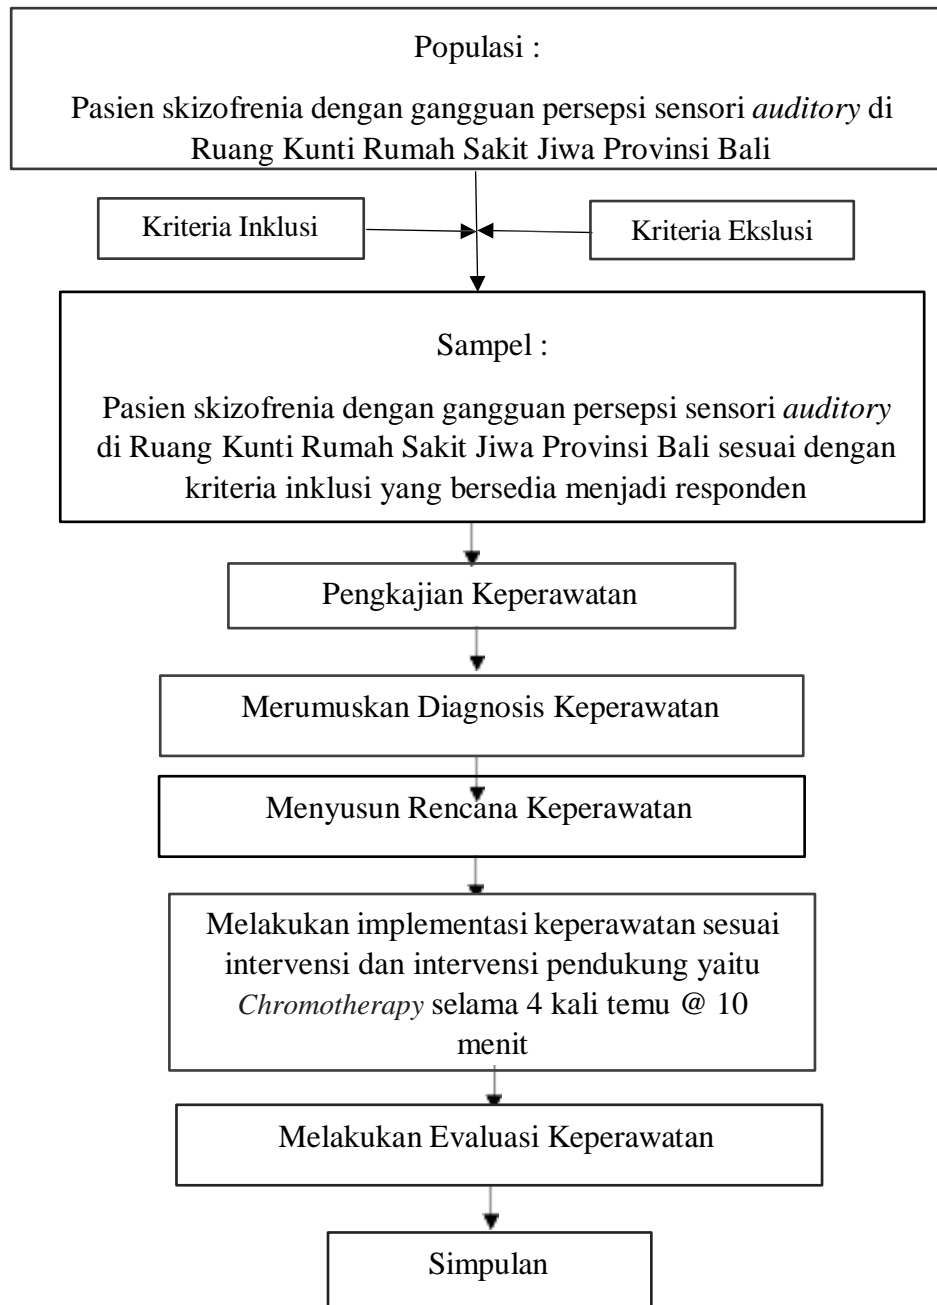 Populasi :
Pasien skizofrenia dengan gangguan persepsi sensori auditory di
Ruang Kunti Rumah Sakit Jiwa Provinsi Bali
Kriteria Inklusi
Kriteria Ekslusi
Sampel :
Pasien skizofrenia dengan gangguan persepsi sensori auditory
di Ruang Kunti Rumah Sakit Jiwa Provinsi Bali sesuai dengan
kriteria inklusi yang bersedia menjadi responden
Pengkajian Keperawatan
Merumuskan Diagnosis Keperawatan
Menyusun Rencana Keperawatan
Melakukan implementasi keperawatan sesuai
intervensi dan intervensi pendukung yaitu
Chromotherapy selama 4 kali temu @ 10
menit
Melakukan Evaluasi Keperawatan
Simpulan